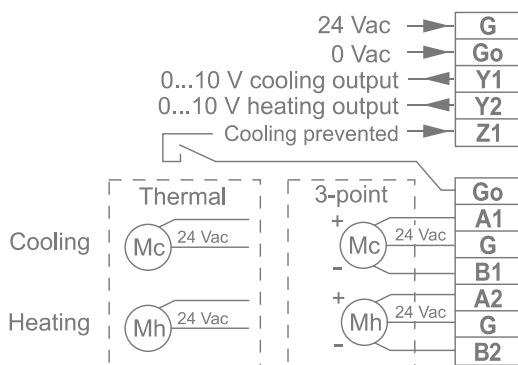 24 Vac G
0 Vac Go
0...10 V cooling output Y1
0...10 V heating output Y2
Cooling prevented Z1
Go
Thermal 3-point
+ A1
Cooling Mc 24 Vac Mc 24 Vac G
- B1
+ A2
Heating Mh 24 Vac Mh 24 Vac G
- B2